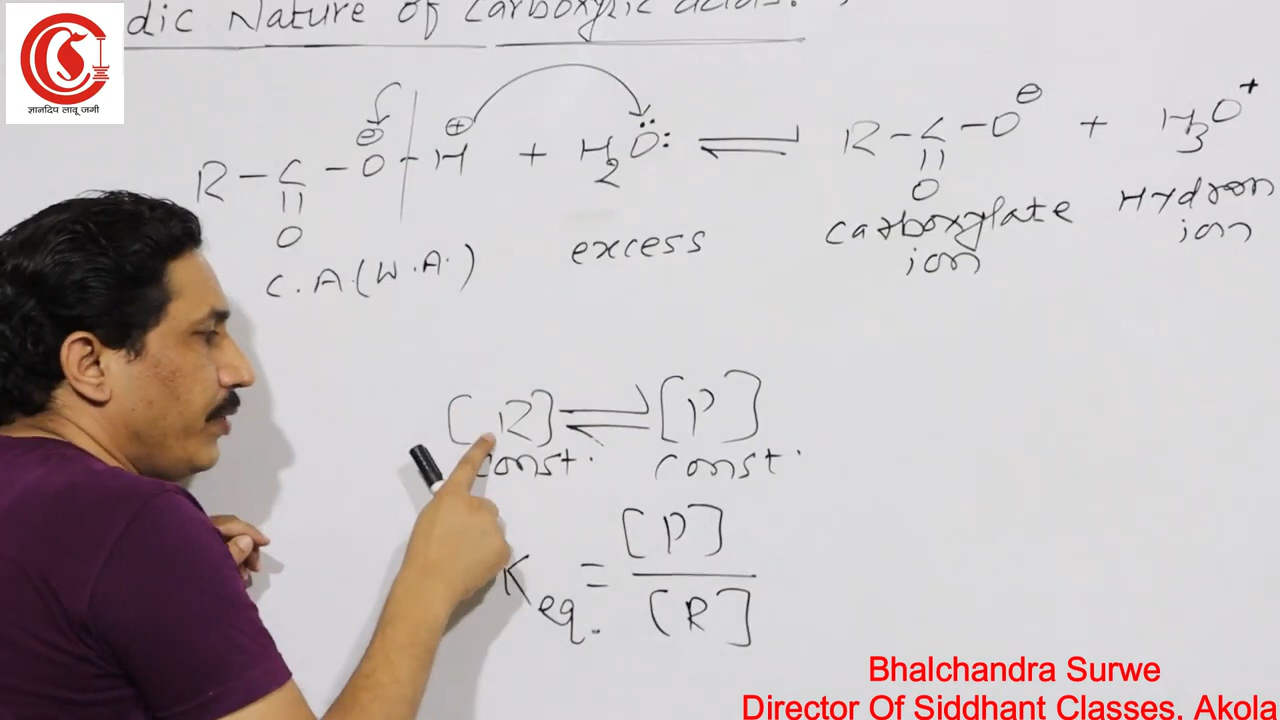 dic Nature of Carboxylic acids.
ज्ञानदिप लावू जगी
R-C-O-H + H2O: ⇌ R-C-O⊖ + H3O+
O
O
C.A.(W.A.)
excess
carboxylate ion
Hydron ion
[R] ⇌ [P]
const. const.
Keq. = [P] / [R]
Bhalchandra Surwe
Director Of Siddhant Classes, Akola